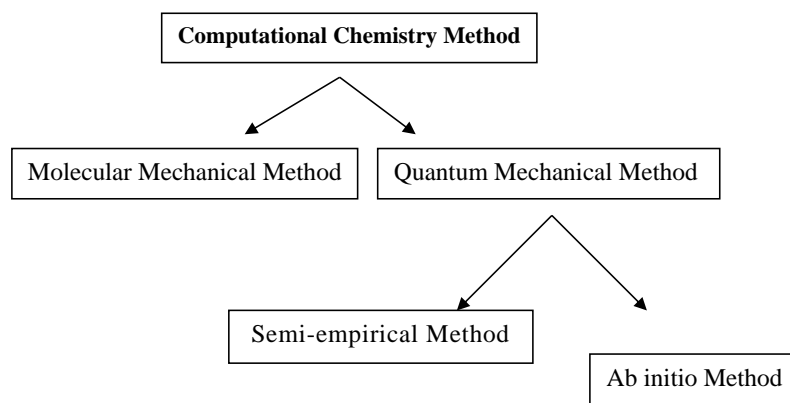 Computational Chemistry Method
Molecular Mechanical Method
Quantum Mechanical Method
Semi-empirical Method
Ab initio Method